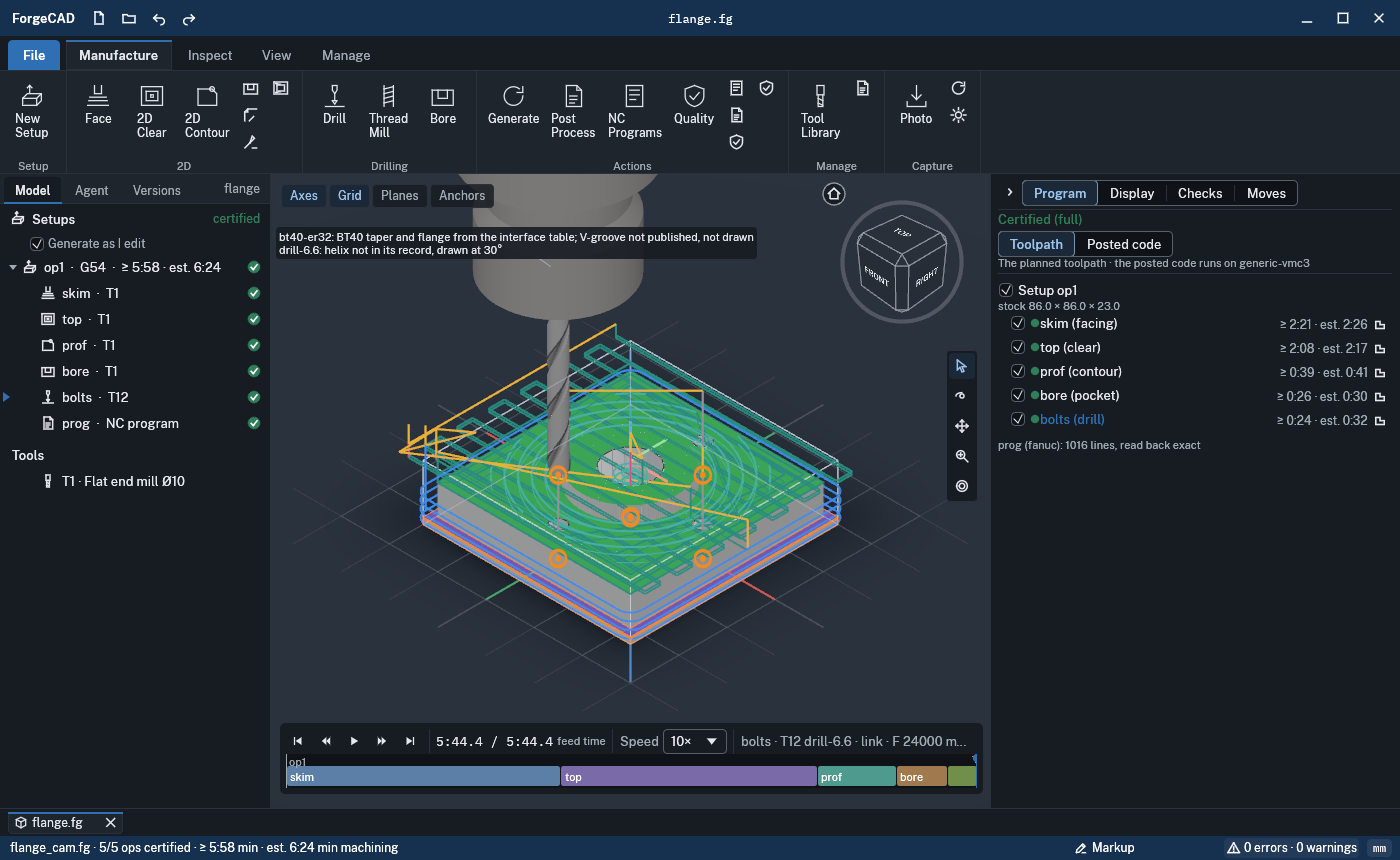 ForgeCAD
flange.fg
File
Manufacture
Inspect
View
Manage
New Setup
Face
2D Clear
2D Contour
Drill
Thread Mill
Bore
Generate
Post Process
NC Programs
Quality
Tool Library
Photo
Setup
2D
Drilling
Actions
Manage
Capture
Model
Agent
Versions
flange
Setups
certified
Generate as I edit
op1 · G54 · ≥ 5:58 · est. 6:24
skim · T1
top · T1
prof · T1
bore · T1
bolts · T12
prog · NC program
Tools
T1 · Flat end mill Ø10
Axes
Grid
Planes
Anchors
bt40-er32: BT40 taper and flange from the interface table; V-groove not published, not drawn
drill-6.6: helix not in its record, drawn at 30°
TOP
FRONT
RIGHT
5:44.4 / 5:44.4 feed time
Speed
10×
bolts · T12 drill-6.6 · link · F 24000 m...
op1
skim
top
prof
bore
Program
Display
Checks
Moves
Certified (full)
Toolpath
Posted code
The planned toolpath · the posted code runs on generic-vmc3
Setup op1
stock 86.0 × 86.0 × 23.0
skim (facing) ≥ 2:21 · est. 2:26
top (clear) ≥ 2:08 · est. 2:17
prof (contour) ≥ 0:39 · est. 0:41
bore (pocket) ≥ 0:26 · est. 0:30
bolts (drill) ≥ 0:24 · est. 0:32
prog (fanuc): 1016 lines, read back exact
flange.fg
flange_cam.fg · 5/5 ops certified · ≥ 5:58 min · est. 6:24 min machining
Markup
0 errors · 0 warnings
mm